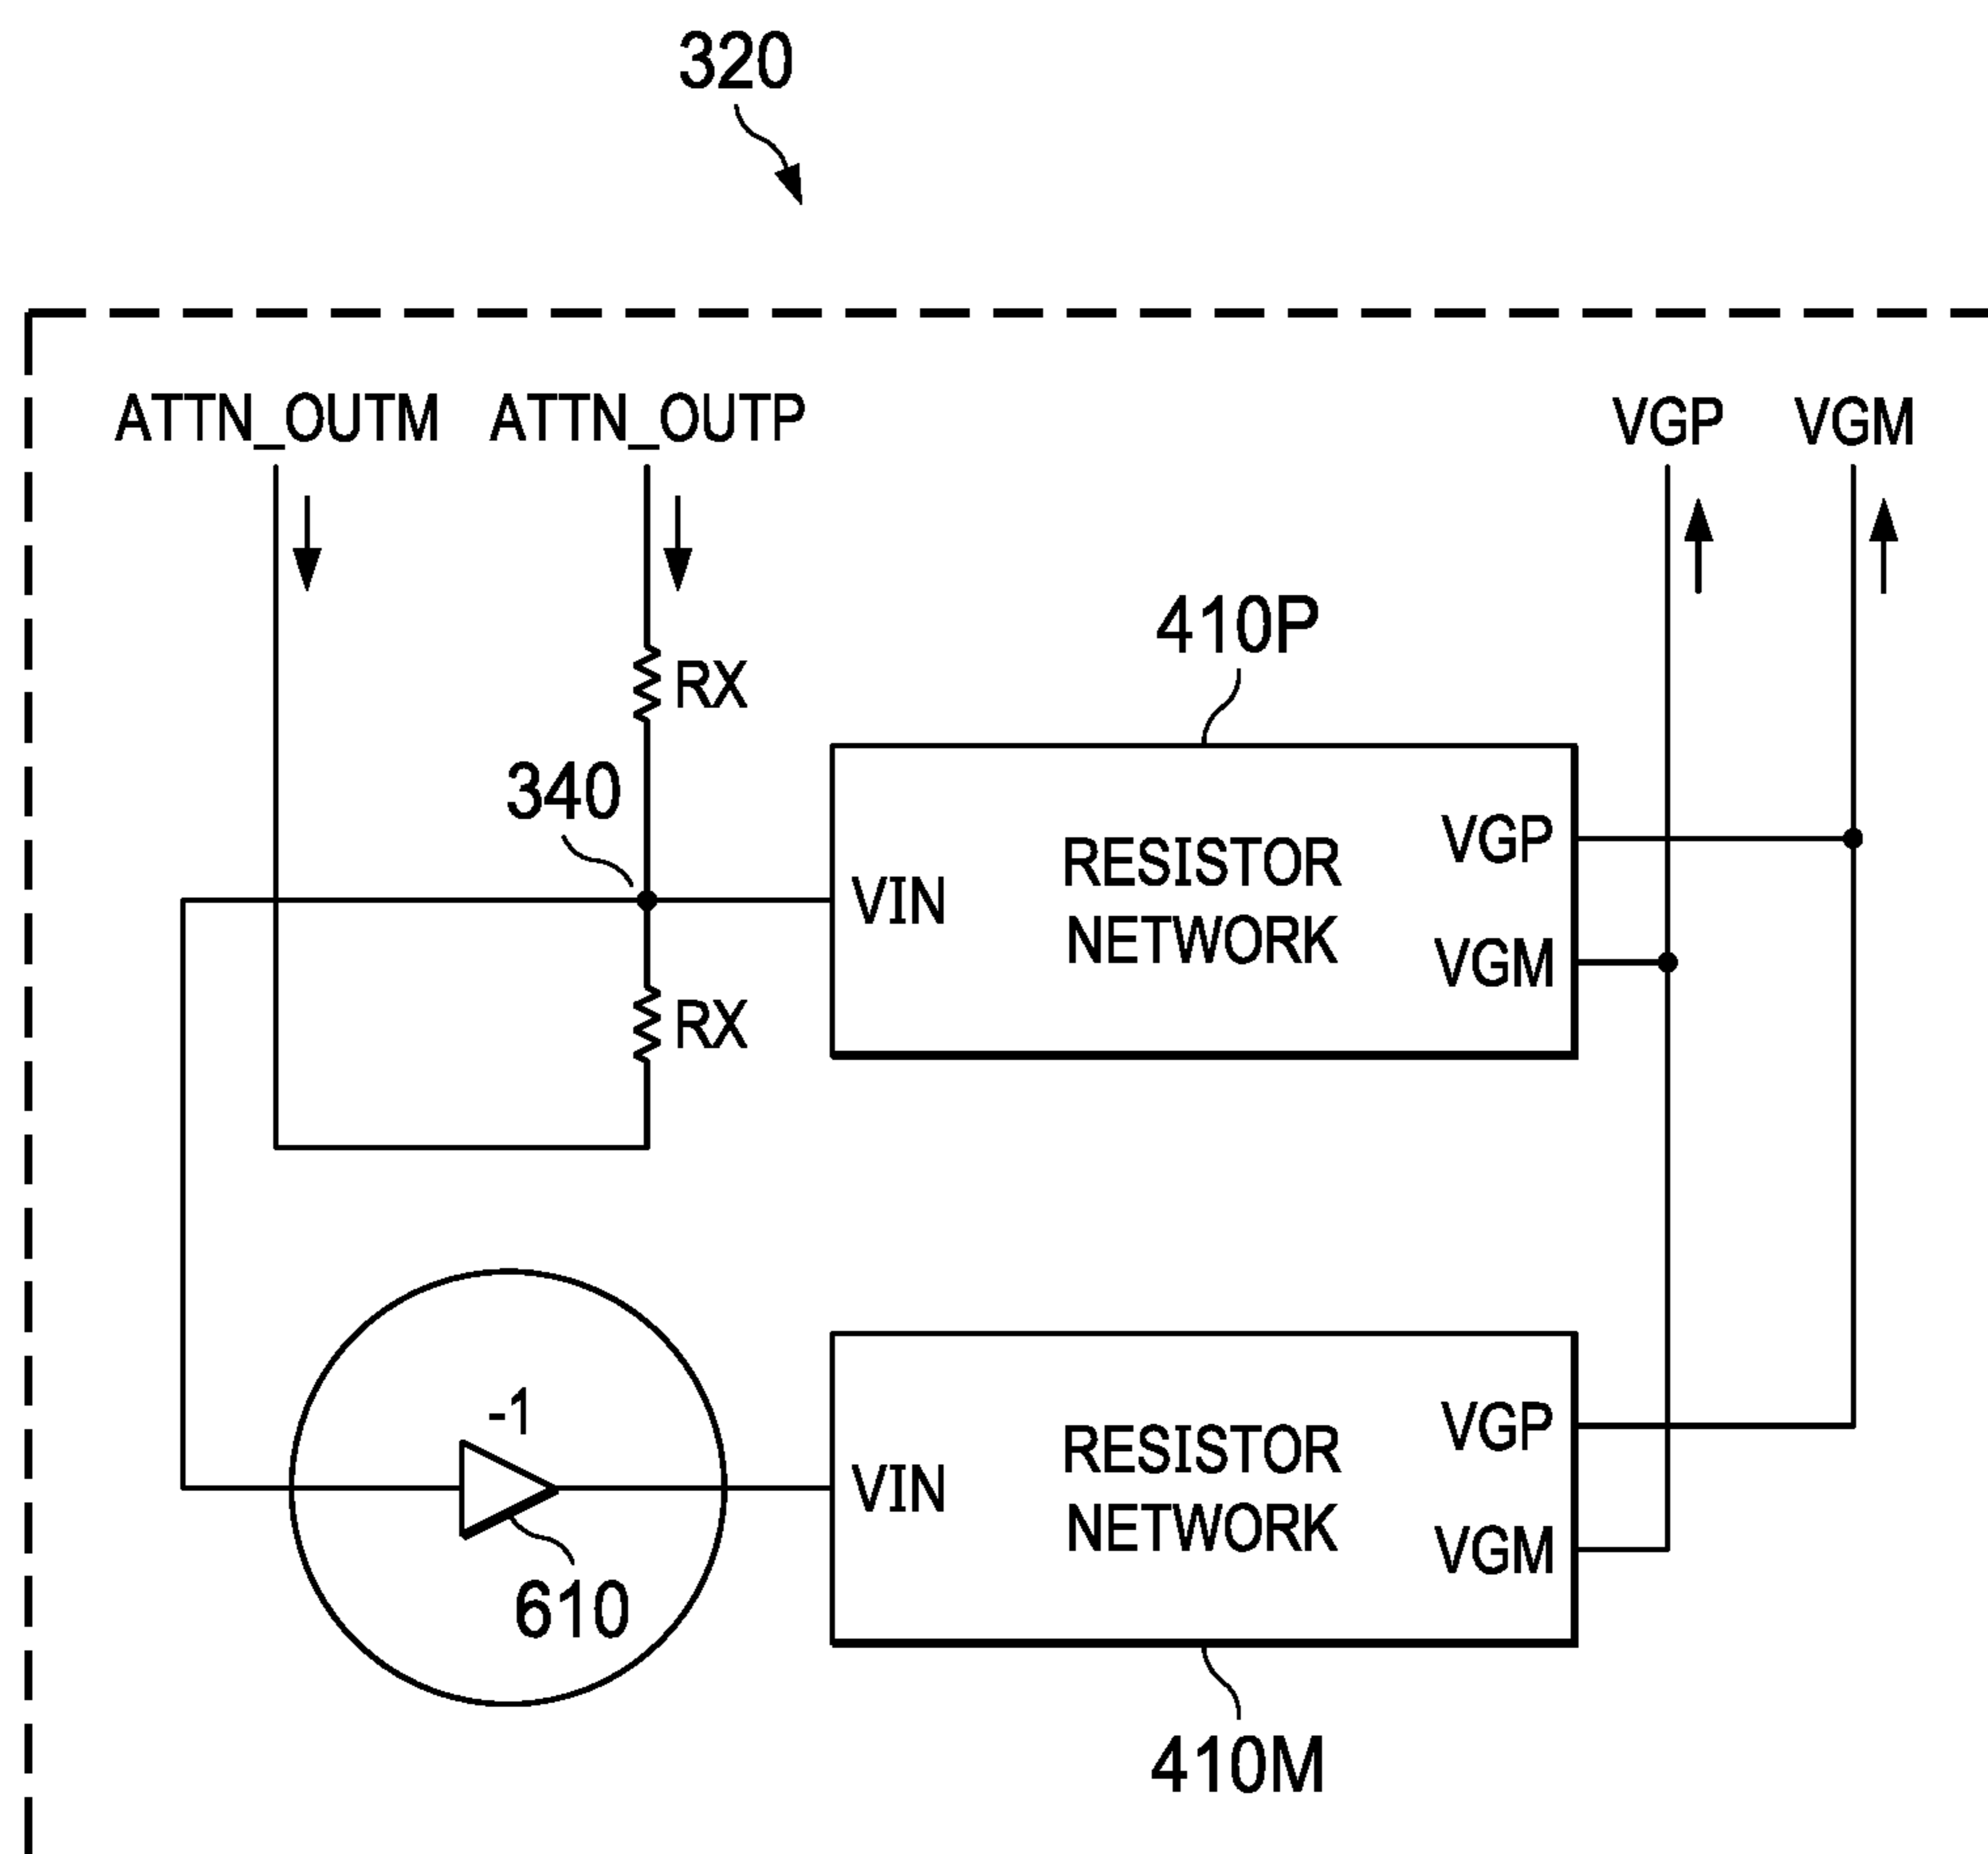 320
ATTN_OUTM
ATTN_OUTP
VGP
VGM
RX
410P
340
VIN
RESISTOR
NETWORK
VGP
VGM
RX
-1
610
VIN
RESISTOR
NETWORK
VGP
VGM
410M